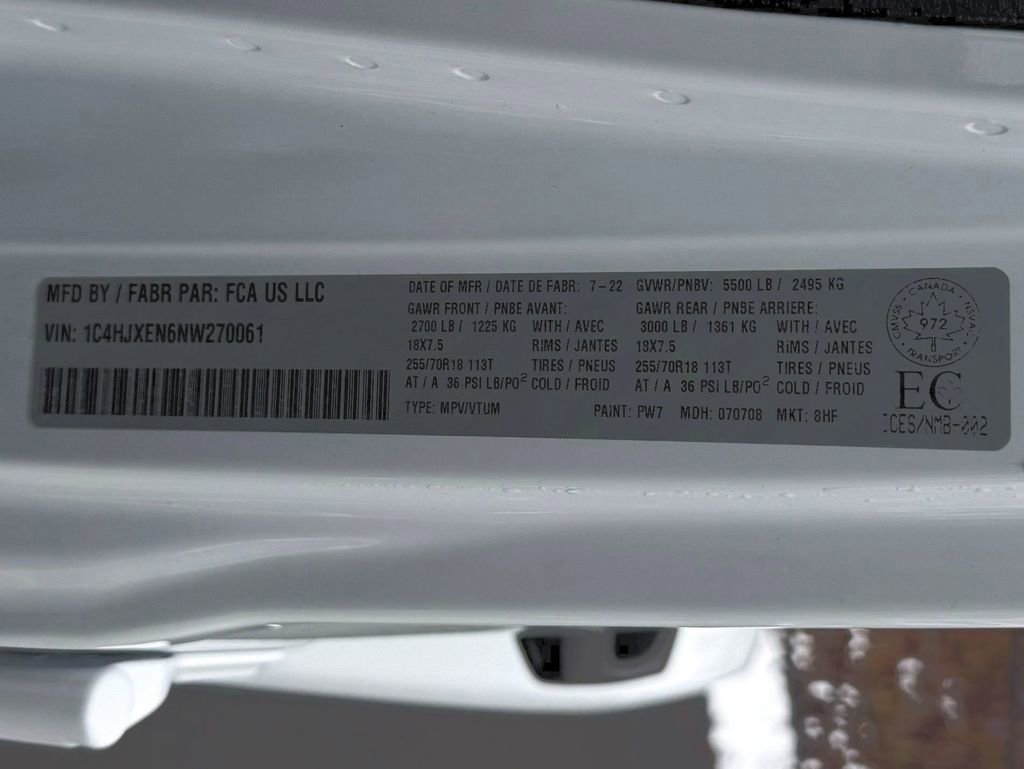 MFD BY / FABR PAR: FCA US LLC
VIN: 1C4HJXEN6NW270061
DATE OF MFR / DATE DE FABR: 7-22 GVWR/PNBV: 5500 LB / 2495 KG
GAWR FRONT / PNBE AVANT: GAWR REAR / PNBE ARRIERE:
2700 LB / 1225 KG WITH / AVEC 3000 LB / 1361 KG WITH / AVEC
18X7.5 RIMS / JANTES 18X7.5 RIMS / JANTES
255/70R18 113T TIRES / PNEUS 255/70R18 113T TIRES / PNEUS
AT / A 36 PSI LB/PO² COLD / FROID AT / A 36 PSI LB/PO² COLD / FROID
TYPE: MPV/VTUM PAINT: PW7 MDH: 070708 MKT: 8HF
CANADA
CMVSS 972 NSVAC
TRANSPORT
EC
ICES/NMB-002